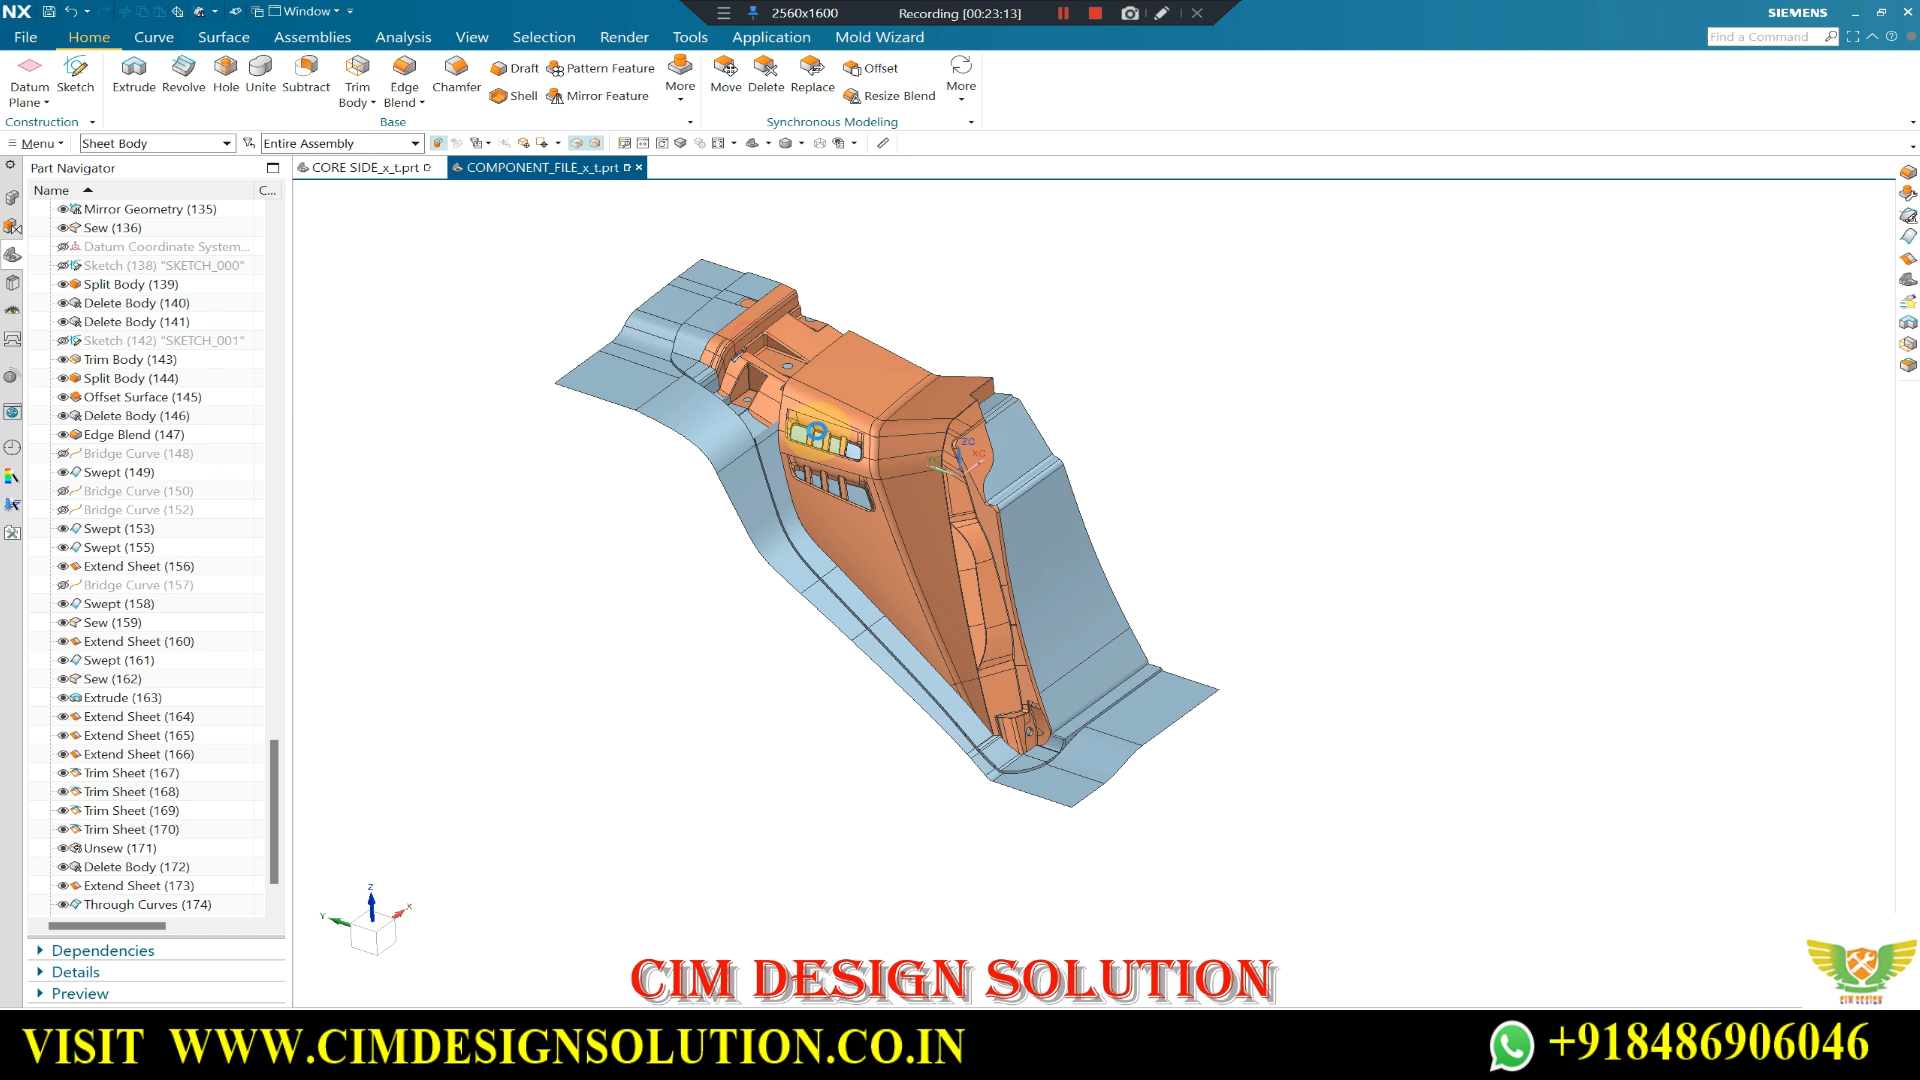 NX
Window
2560x1600
Recording [00:23:13]
SIEMENS
File Home Curve Surface Assemblies Analysis View Selection Render Tools Application Mold Wizard
Find a Command
Datum Plane
Sketch
Extrude
Revolve
Hole
Unite
Subtract
Trim Body
Edge Blend
Chamfer
Draft
Pattern Feature
Shell
Mirror Feature
More
Move
Delete
Replace
Offset
Resize Blend
More
Construction
Base
Synchronous Modeling
Menu
Sheet Body
Entire Assembly
Part Navigator
CORE SIDE_x_t.prt
COMPONENT_FILE_x_t.prt
Name
C...
Mirror Geometry (135)
Sew (136)
Datum Coordinate System...
Sketch (138) "SKETCH_000"
Split Body (139)
Delete Body (140)
Delete Body (141)
Sketch (142) "SKETCH_001"
Trim Body (143)
Split Body (144)
Offset Surface (145)
Delete Body (146)
Edge Blend (147)
Bridge Curve (148)
Swept (149)
Bridge Curve (150)
Bridge Curve (152)
Swept (153)
Swept (155)
Extend Sheet (156)
Bridge Curve (157)
Swept (158)
Sew (159)
Extend Sheet (160)
Swept (161)
Sew (162)
Extrude (163)
Extend Sheet (164)
Extend Sheet (165)
Extend Sheet (166)
Trim Sheet (167)
Trim Sheet (168)
Trim Sheet (169)
Trim Sheet (170)
Unsew (171)
Delete Body (172)
Extend Sheet (173)
Through Curves (174)
Dependencies
Details
Preview
ZC
XC
YC
Z
Y
X
CIM DESIGN SOLUTION
CIM DESIGN
VISIT WWW.CIMDESIGNSOLUTION.CO.IN
+918486906046